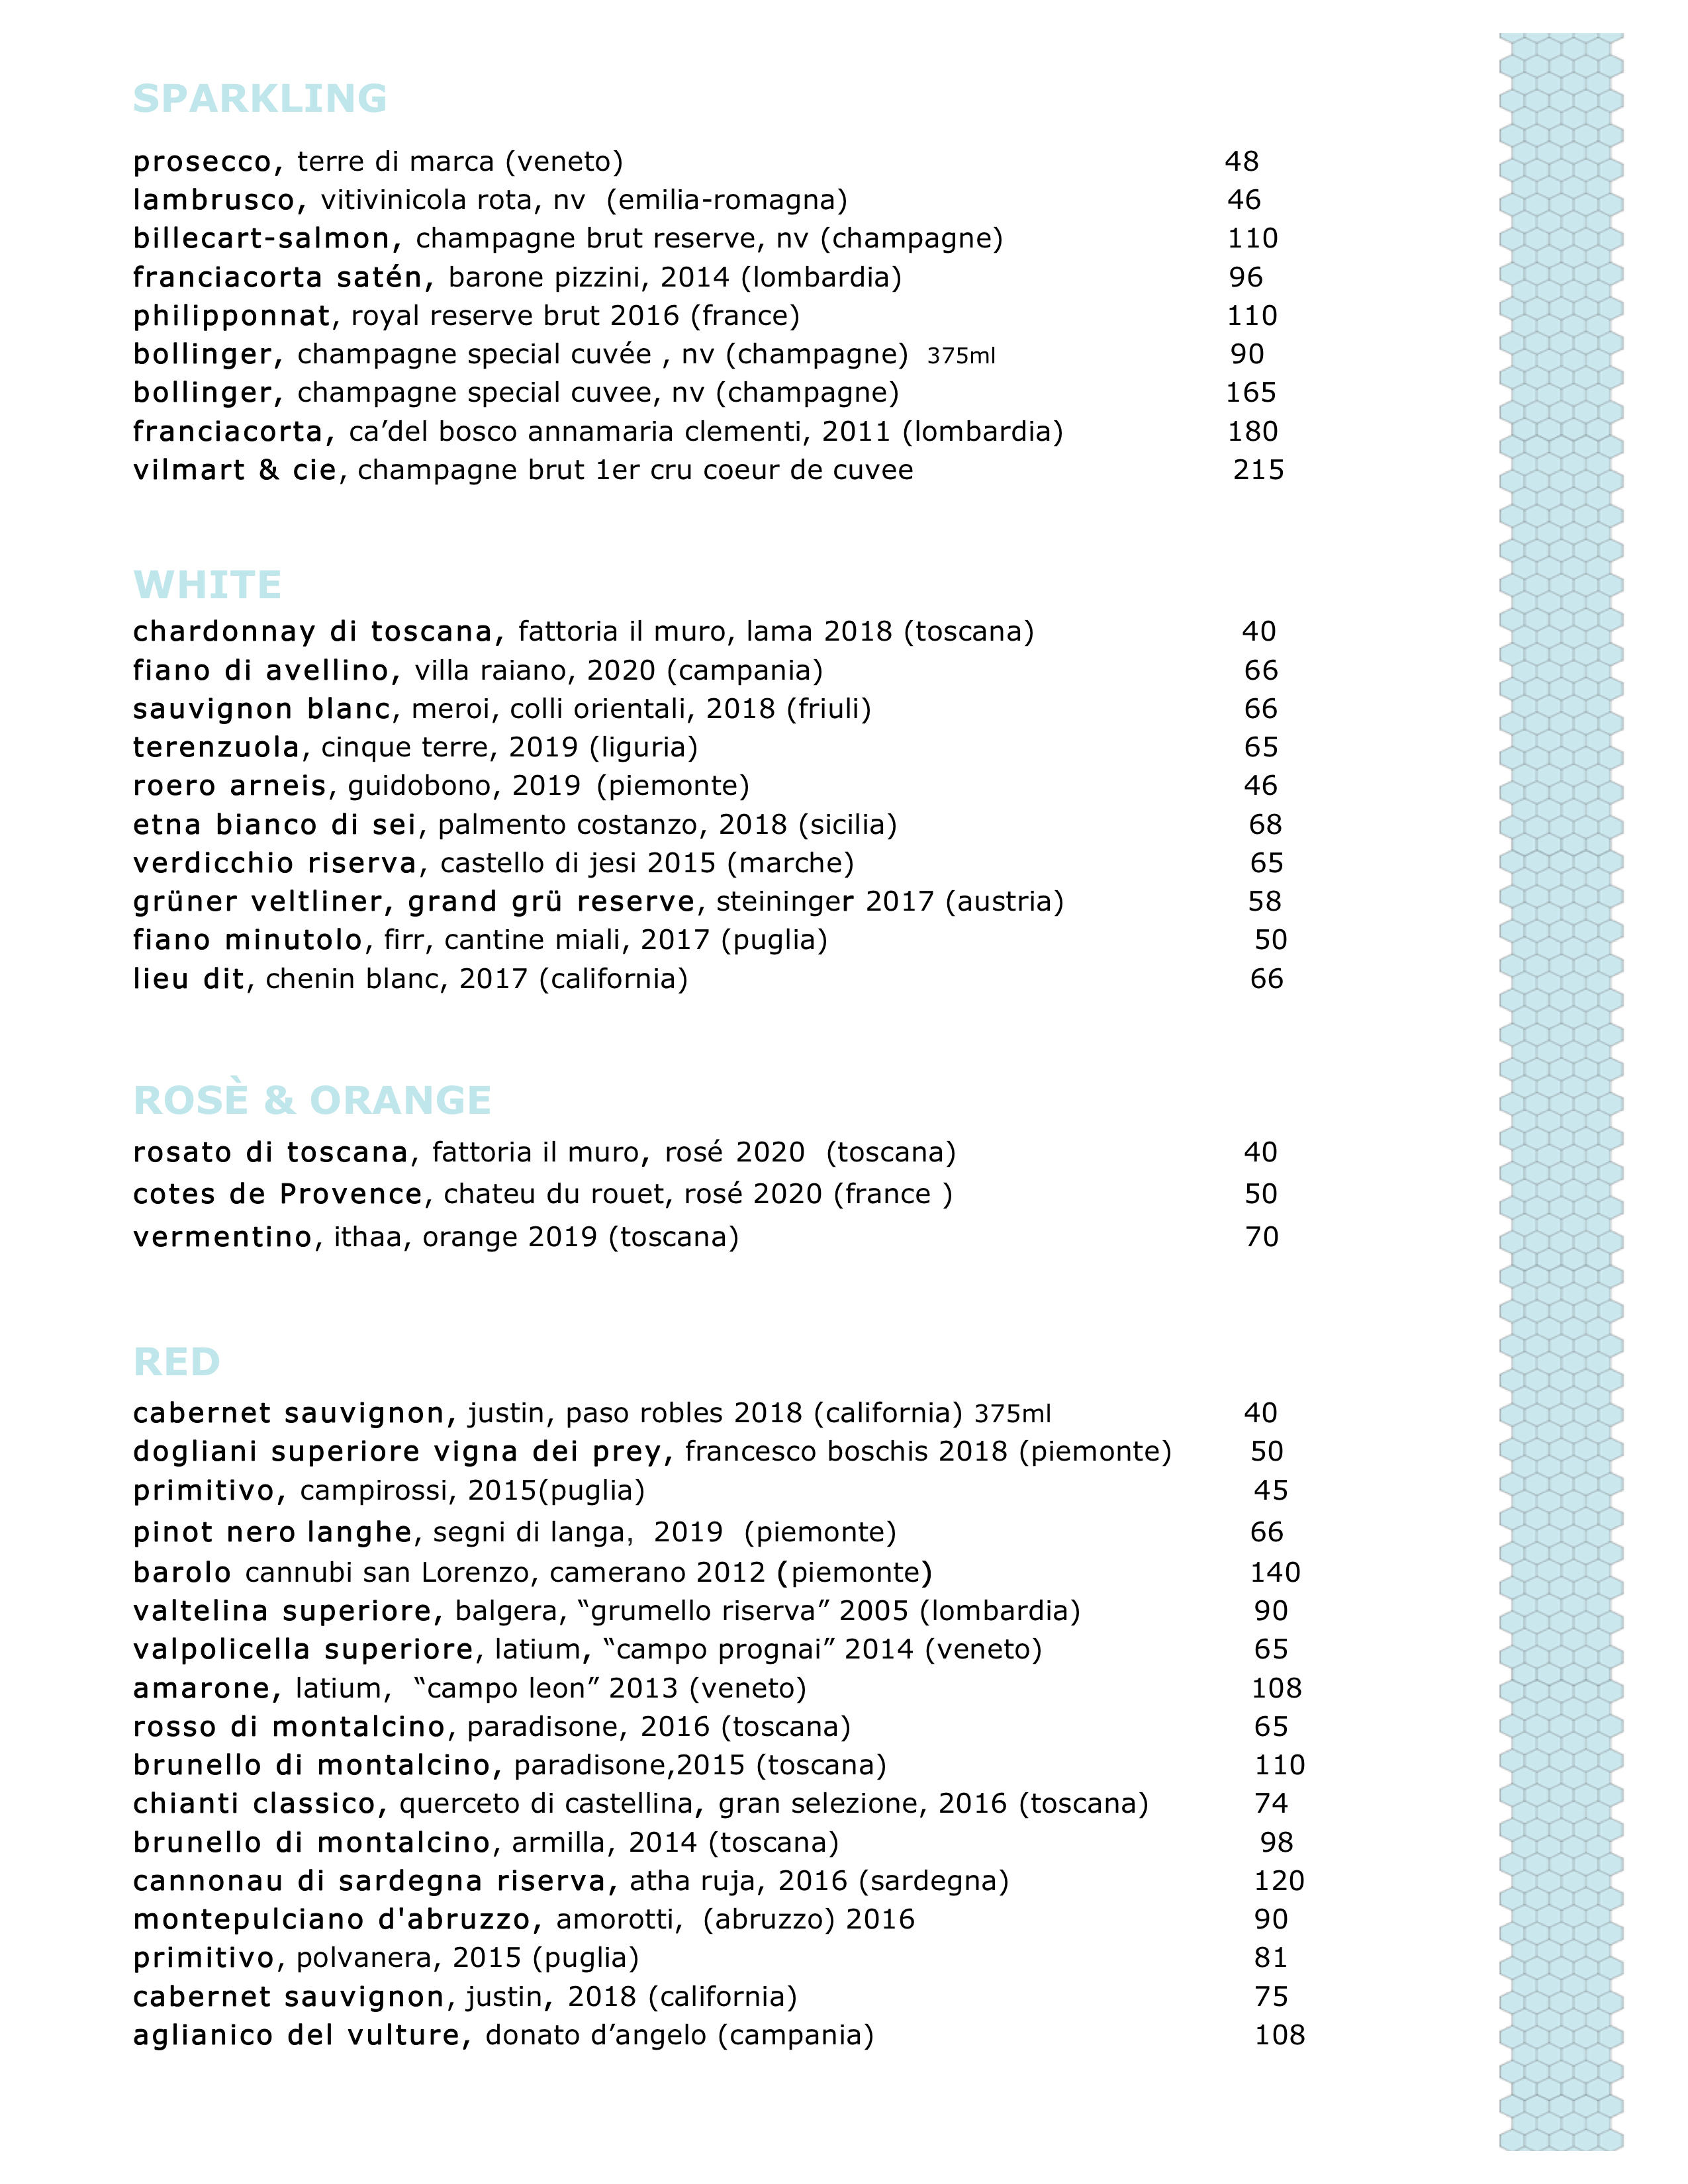 SPARKLING
prosecco, terre di marca (veneto) 48
lambrusco, vitivinicola rota, nv (emilia-romagna) 46
billecart-salmon, champagne brut reserve, nv (champagne) 110
franciacorta satén, barone pizzini, 2014 (lombardia) 96
philipponnat, royal reserve brut 2016 (france) 110
bollinger, champagne special cuvée , nv (champagne) 375ml 90
bollinger, champagne special cuvee, nv (champagne) 165
franciacorta, ca’del bosco annamaria clementi, 2011 (lombardia) 180
vilmart & cie, champagne brut 1er cru coeur de cuvee 215
WHITE
chardonnay di toscana, fattoria il muro, lama 2018 (toscana) 40
fiano di avellino, villa raiano, 2020 (campania) 66
sauvignon blanc, meroi, colli orientali, 2018 (friuli) 66
terenzuola, cinque terre, 2019 (liguria) 65
roero arneis, guidobono, 2019 (piemonte) 46
etna bianco di sei, palmento costanzo, 2018 (sicilia) 68
verdicchio riserva, castello di jesi 2015 (marche) 65
grüner veltliner, grand grü reserve, steininger 2017 (austria) 58
fiano minutolo, firr, cantine miali, 2017 (puglia) 50
lieu dit, chenin blanc, 2017 (california) 66
ROSÈ & ORANGE
rosato di toscana, fattoria il muro, rosé 2020 (toscana) 40
cotes de Provence, chateu du rouet, rosé 2020 (france ) 50
vermentino, ithaa, orange 2019 (toscana) 70
RED
cabernet sauvignon, justin, paso robles 2018 (california) 375ml 40
dogliani superiore vigna dei prey, francesco boschis 2018 (piemonte) 50
primitivo, campirossi, 2015(puglia) 45
pinot nero langhe, segni di langa, 2019 (piemonte) 66
barolo cannubi san Lorenzo, camerano 2012 (piemonte) 140
valtelina superiore, balgera, “grumello riserva” 2005 (lombardia) 90
valpolicella superiore, latium, “campo prognai” 2014 (veneto) 65
amarone, latium, “campo leon” 2013 (veneto) 108
rosso di montalcino, paradisone, 2016 (toscana) 65
brunello di montalcino, paradisone,2015 (toscana) 110
chianti classico, querceto di castellina, gran selezione, 2016 (toscana) 74
brunello di montalcino, armilla, 2014 (toscana) 98
cannonau di sardegna riserva, atha ruja, 2016 (sardegna) 120
montepulciano d'abruzzo, amorotti, (abruzzo) 2016 90
primitivo, polvanera, 2015 (puglia) 81
cabernet sauvignon, justin, 2018 (california) 75
aglianico del vulture, donato d’angelo (campania) 108